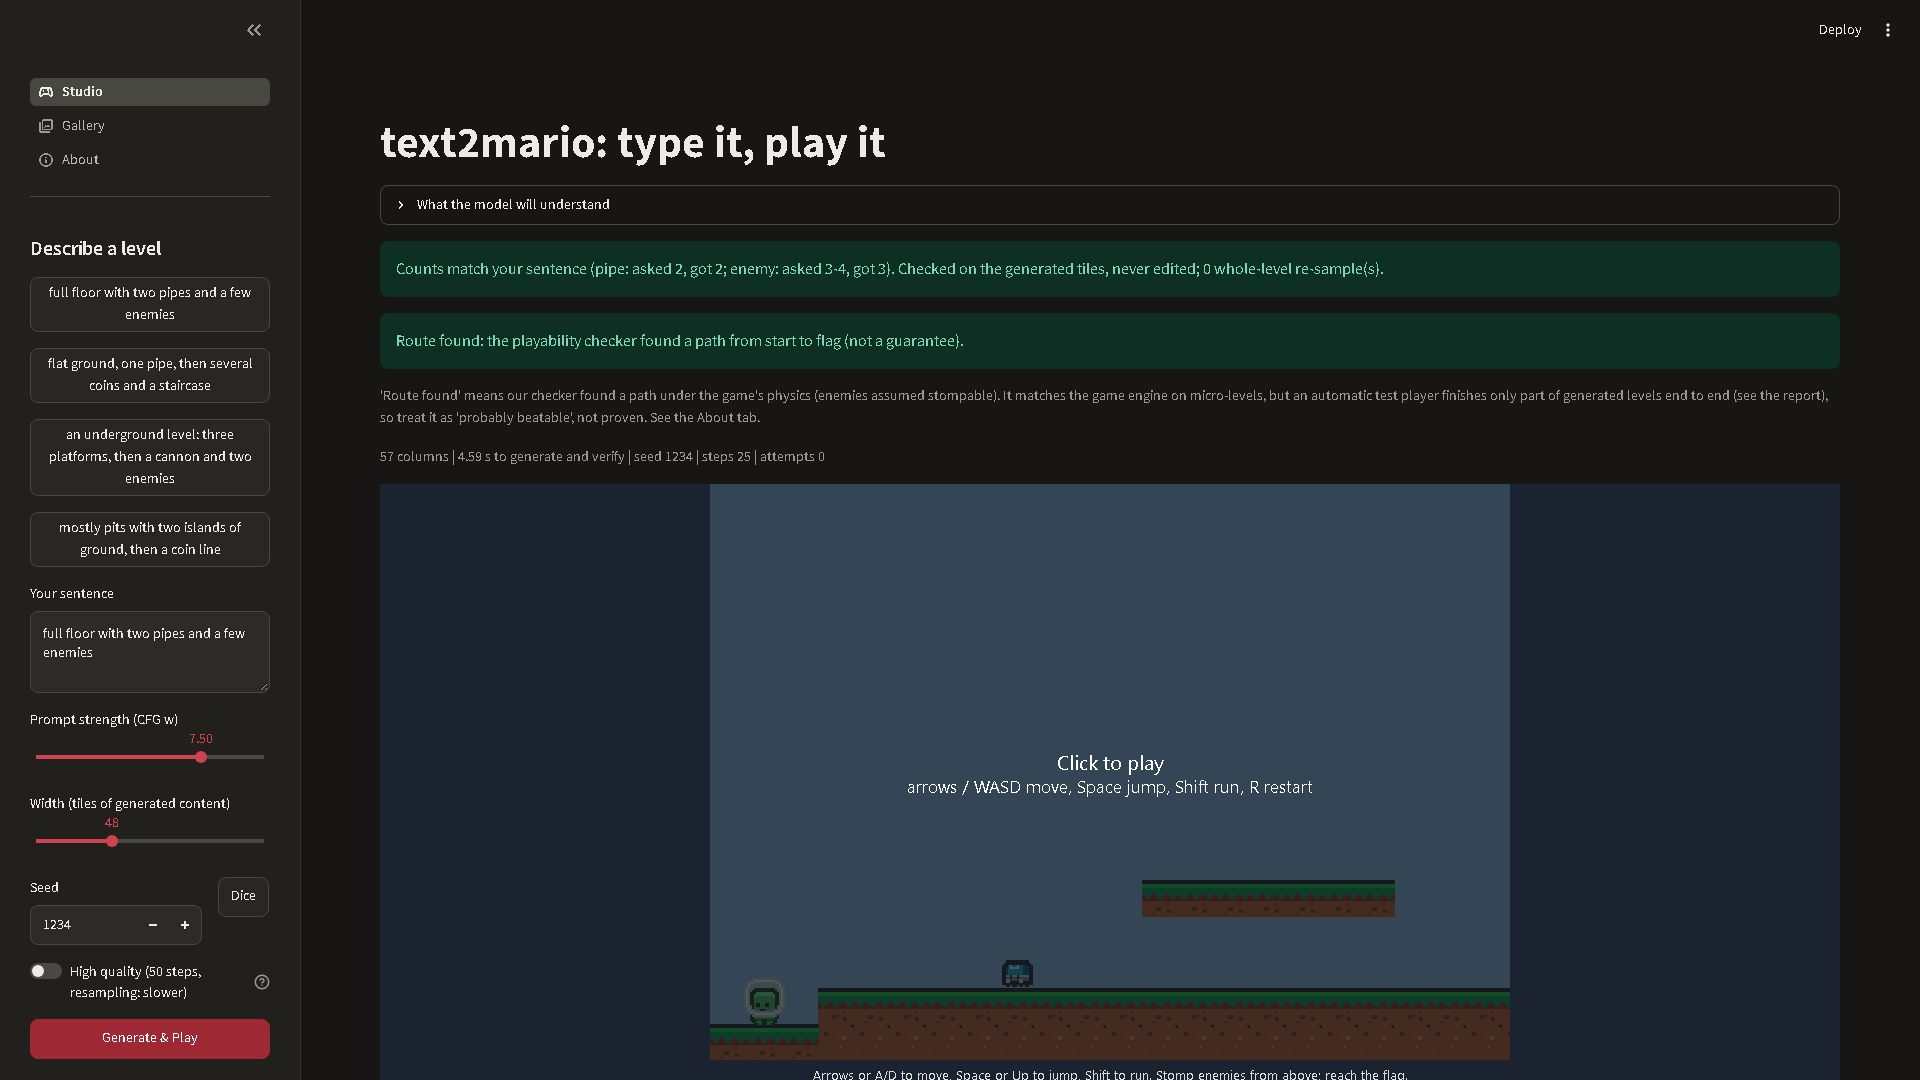 Deploy
Studio
Gallery
About
Describe a level
full floor with two pipes and a few
enemies
flat ground, one pipe, then several
coins and a staircase
an underground level: three
platforms, then a cannon and two
enemies
mostly pits with two islands of
ground, then a coin line
Your sentence
full floor with two pipes and a few
enemies
Prompt strength (CFG w)
7.50
Width (tiles of generated content)
48
Seed
1234
Dice
High quality (50 steps,
resampling: slower)
Generate & Play
text2mario: type it, play it
What the model will understand
Counts match your sentence (pipe: asked 2, got 2; enemy: asked 3-4, got 3). Checked on the generated tiles, never edited; 0 whole-level re-sample(s).
Route found: the playability checker found a path from start to flag (not a guarantee).
'Route found' means our checker found a path under the game's physics (enemies assumed stompable). It matches the game engine on micro-levels, but an automatic test player finishes only part of generated levels end to end (see the report),
so treat it as 'probably beatable', not proven. See the About tab.
57 columns | 4.59 s to generate and verify | seed 1234 | steps 25 | attempts 0
Click to play
arrows / WASD move, Space jump, Shift run, R restart
Arrows or A/D to move, Space or Up to jump, Shift to run. Stomp enemies from above; reach the flag.